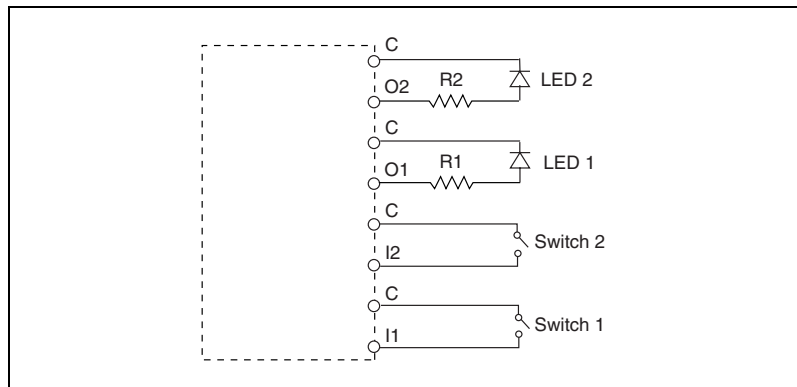 C
R2
LED 2
O2
C
R1
LED 1
O1
C
Switch 2
I2
C
Switch 1
I1